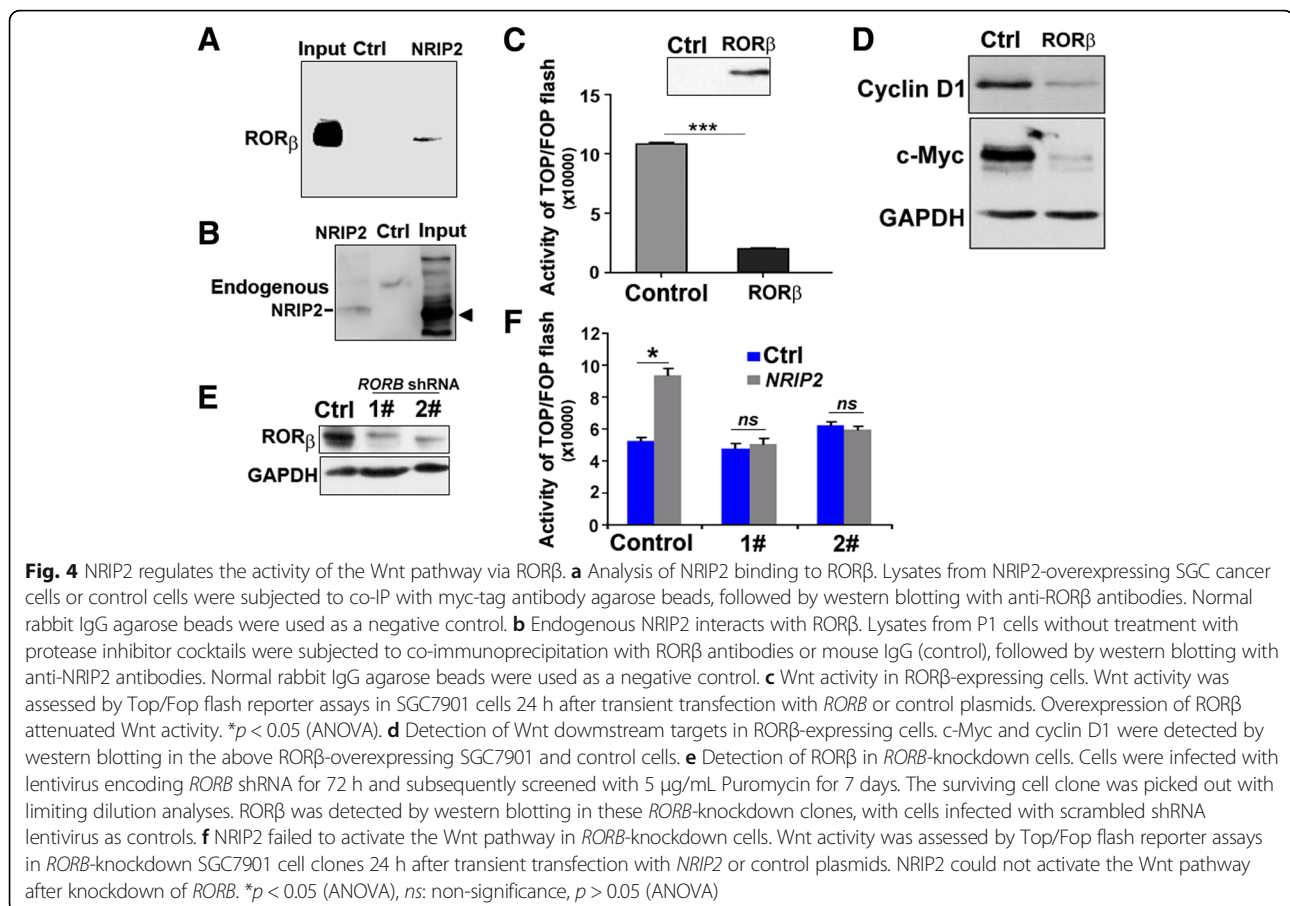 A
Input Ctrl NRIP2
RORβ
B
NRIP2 Ctrl Input
Endogenous
NRIP2
C
Ctrl RORβ
Activity of TOP/FOP flash
(x10000)
15
10
5
0
***
Control RORβ
D
Ctrl RORβ
Cyclin D1
c-Myc
GAPDH
E
RORB shRNA
Ctrl 1# 2#
RORβ
GAPDH
F
Activity of TOP/FOP flash
(x10000)
12
10
8
6
4
2
0
Ctrl
NRIP2
*
ns
ns
Control 1# 2#
Fig. 4 NRIP2 regulates the activity of the Wnt pathway via RORβ. a Analysis of NRIP2 binding to RORβ. Lysates from NRIP2-overexpressing SGC cancer
cells or control cells were subjected to co-IP with myc-tag antibody agarose beads, followed by western blotting with anti-RORβ antibodies. Normal
rabbit IgG agarose beads were used as a negative control. b Endogenous NRIP2 interacts with RORβ. Lysates from P1 cells without treatment with
protease inhibitor cocktails were subjected to co-immunoprecipitation with RORβ antibodies or mouse IgG (control), followed by western blotting with
anti-NRIP2 antibodies. Normal rabbit IgG agarose beads were used as a negative control. c Wnt activity in RORβ-expressing cells. Wnt activity was
assessed by Top/Fop flash reporter assays in SGC7901 cells 24 h after transient transfection with RORB or control plasmids. Overexpression of RORβ
attenuated Wnt activity. *p < 0.05 (ANOVA). d Detection of Wnt dowmstream targets in RORβ-expressing cells. c-Myc and cyclin D1 were detected by
western blotting in the above RORβ-overexpressing SGC7901 and control cells. e Detection of RORβ in RORB-knockdown cells. Cells were infected with
lentivirus encoding RORB shRNA for 72 h and subsequently screened with 5 μg/mL Puromycin for 7 days. The surviving cell clone was picked out with
limiting dilution analyses. RORβ was detected by western blotting in these RORB-knockdown clones, with cells infected with scrambled shRNA
lentivirus as controls. f NRIP2 failed to activate the Wnt pathway in RORB-knockdown cells. Wnt activity was assessed by Top/Fop flash reporter assays
in RORB-knockdown SGC7901 cell clones 24 h after transient transfection with NRIP2 or control plasmids. NRIP2 could not activate the Wnt pathway
after knockdown of RORB. *p < 0.05 (ANOVA), ns: non-significance, p > 0.05 (ANOVA)